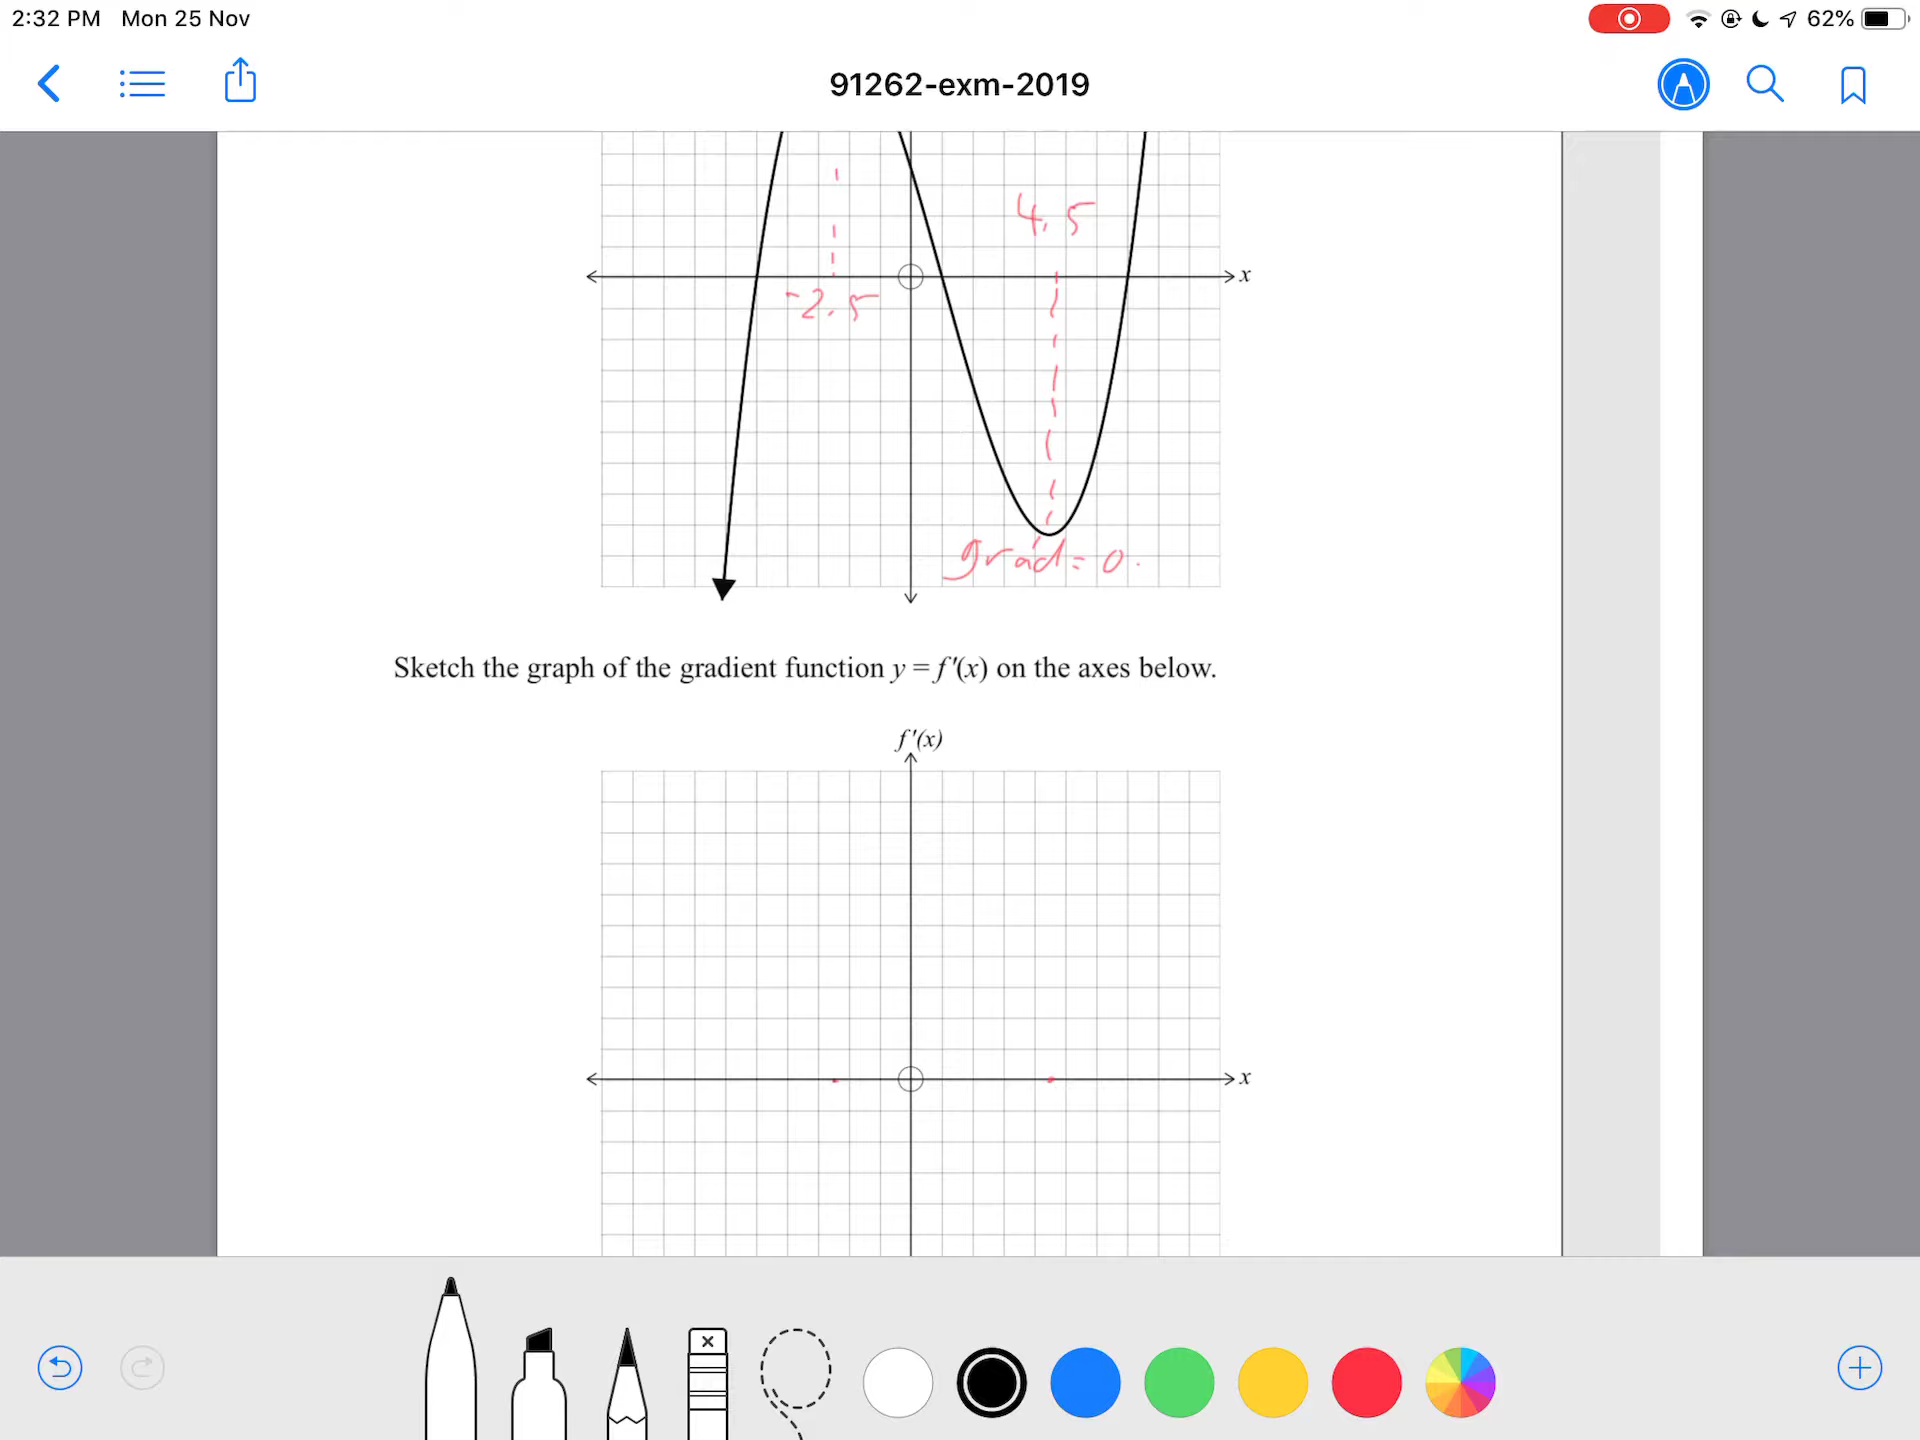 2:32 PM Mon 25 Nov
62%
91262-exm-2019
4.5
x
-2.5
grad=0.
Sketch the graph of the gradient function y = f'(x) on the axes below.
f'(x)
x